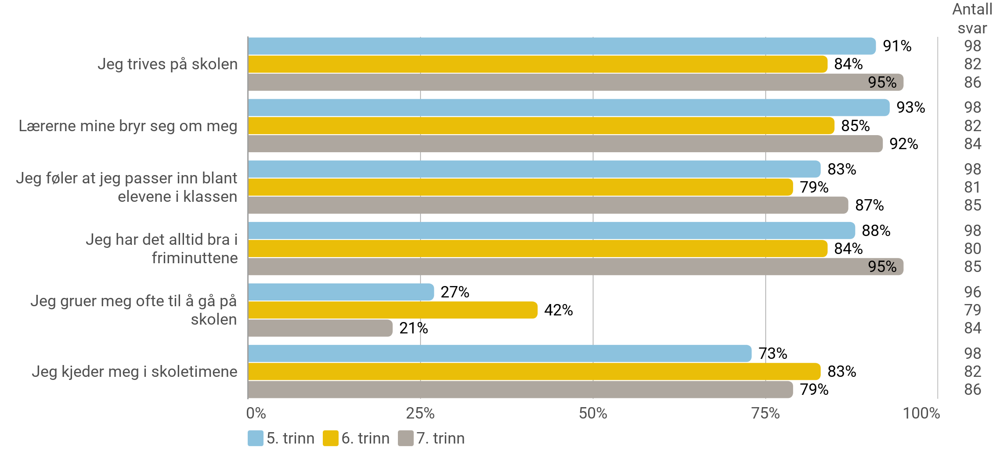 Antall
svar
Jeg trives på skolen
91%
98
84%
82
95%
86
Lærerne mine bryr seg om meg
93%
98
85%
82
92%
84
Jeg føler at jeg passer inn blant
elevene i klassen
83%
98
79%
81
87%
85
Jeg har det alltid bra i
friminuttene
88%
98
84%
80
95%
85
Jeg gruer meg ofte til å gå på
skolen
27%
96
42%
79
21%
84
Jeg kjeder meg i skoletimene
73%
98
83%
82
79%
86
0% 25% 50% 75% 100%
5. trinn 6. trinn 7. trinn